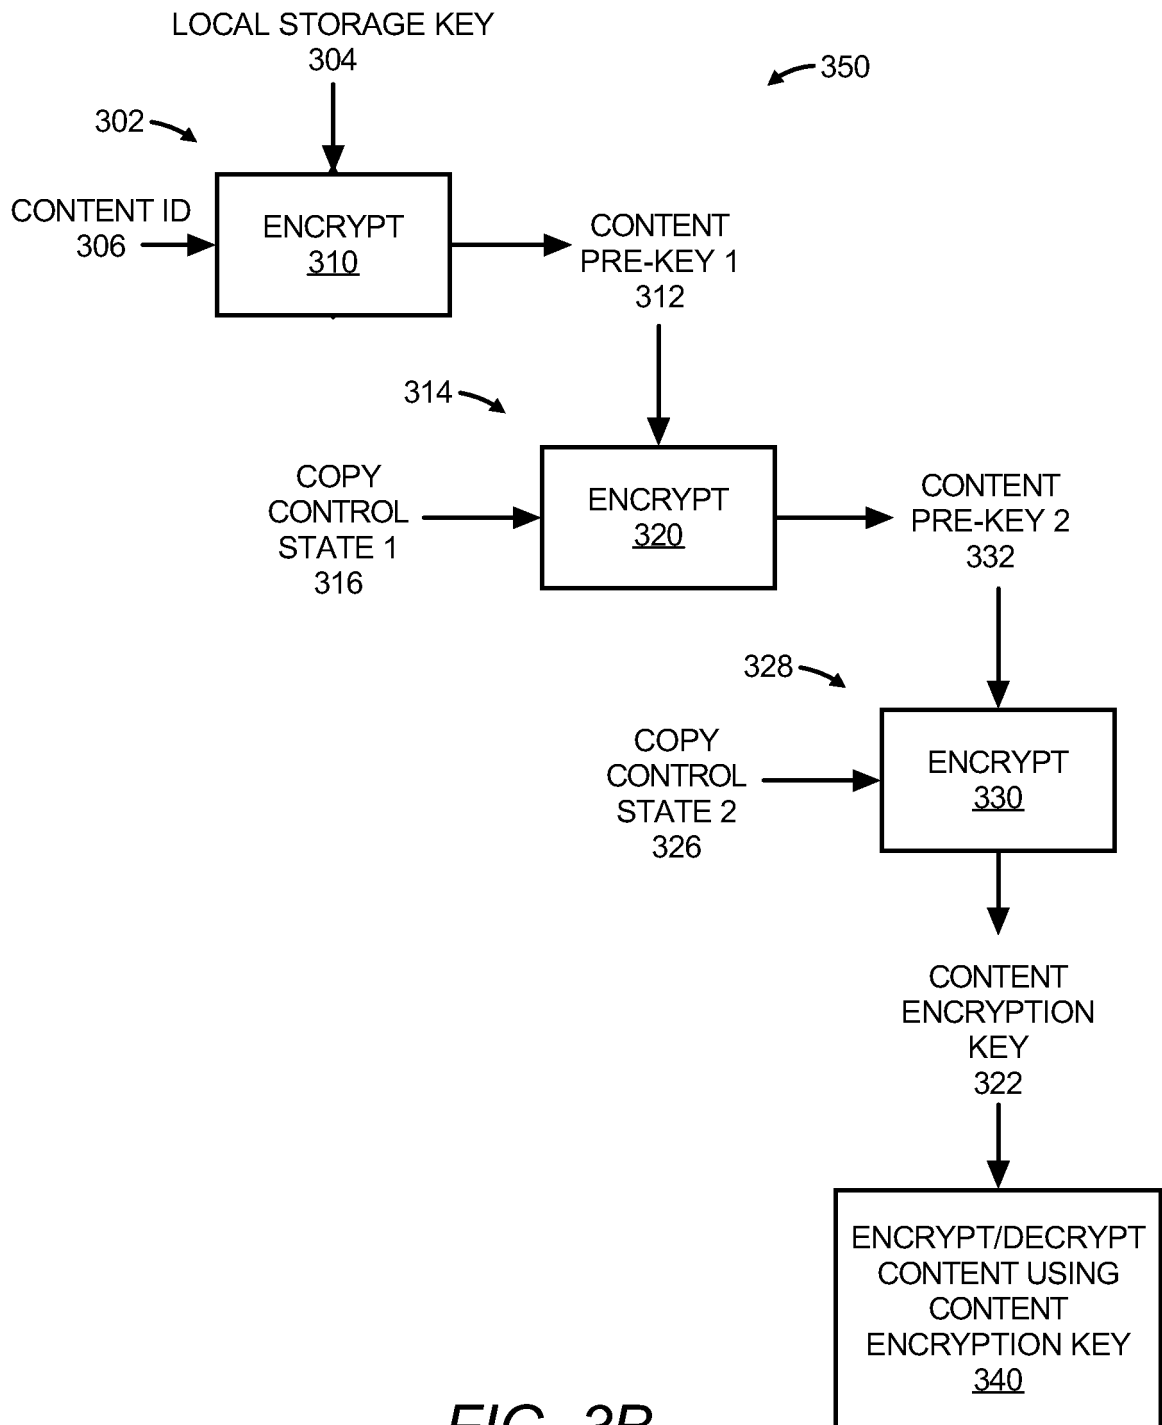 LOCAL STORAGE KEY
304
350
302
CONTENT ID
306
ENCRYPT
310
CONTENT
PRE-KEY 1
312
314
COPY
CONTROL
STATE 1
316
ENCRYPT
320
CONTENT
PRE-KEY 2
332
328
COPY
CONTROL
STATE 2
326
ENCRYPT
330
CONTENT
ENCRYPTION
KEY
322
ENCRYPT/DECRYPT
CONTENT USING
CONTENT
ENCRYPTION KEY
340
FIG. 3B